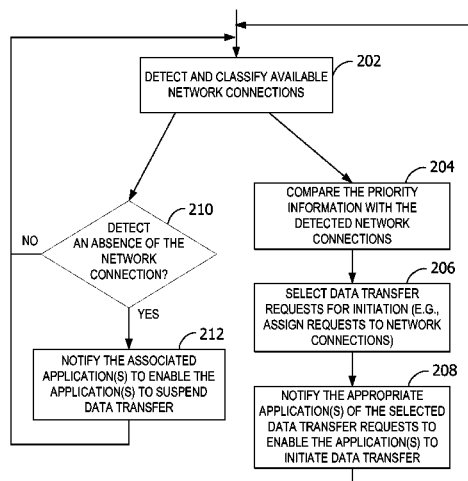 202
DETECT AND CLASSIFY AVAILABLE
NETWORK CONNECTIONS
204
COMPARE THE PRIORITY
INFORMATION WITH THE
DETECTED NETWORK
CONNECTIONS
210
DETECT
AN ABSENCE OF THE
NETWORK
CONNECTION?
NO
YES
206
SELECT DATA TRANSFER
REQUESTS FOR INITIATION (E.G.,
ASSIGN REQUESTS TO NETWORK
CONNECTIONS)
212
NOTIFY THE ASSOCIATED
APPLICATION(S) TO ENABLE THE
APPLICATION(S) TO SUSPEND
DATA TRANSFER
208
NOTIFY THE APPROPRIATE
APPLICATION(S) OF THE SELECTED
DATA TRANSFER REQUESTS TO
ENABLE THE APPLICATION(S) TO
INITIATE DATA TRANSFER